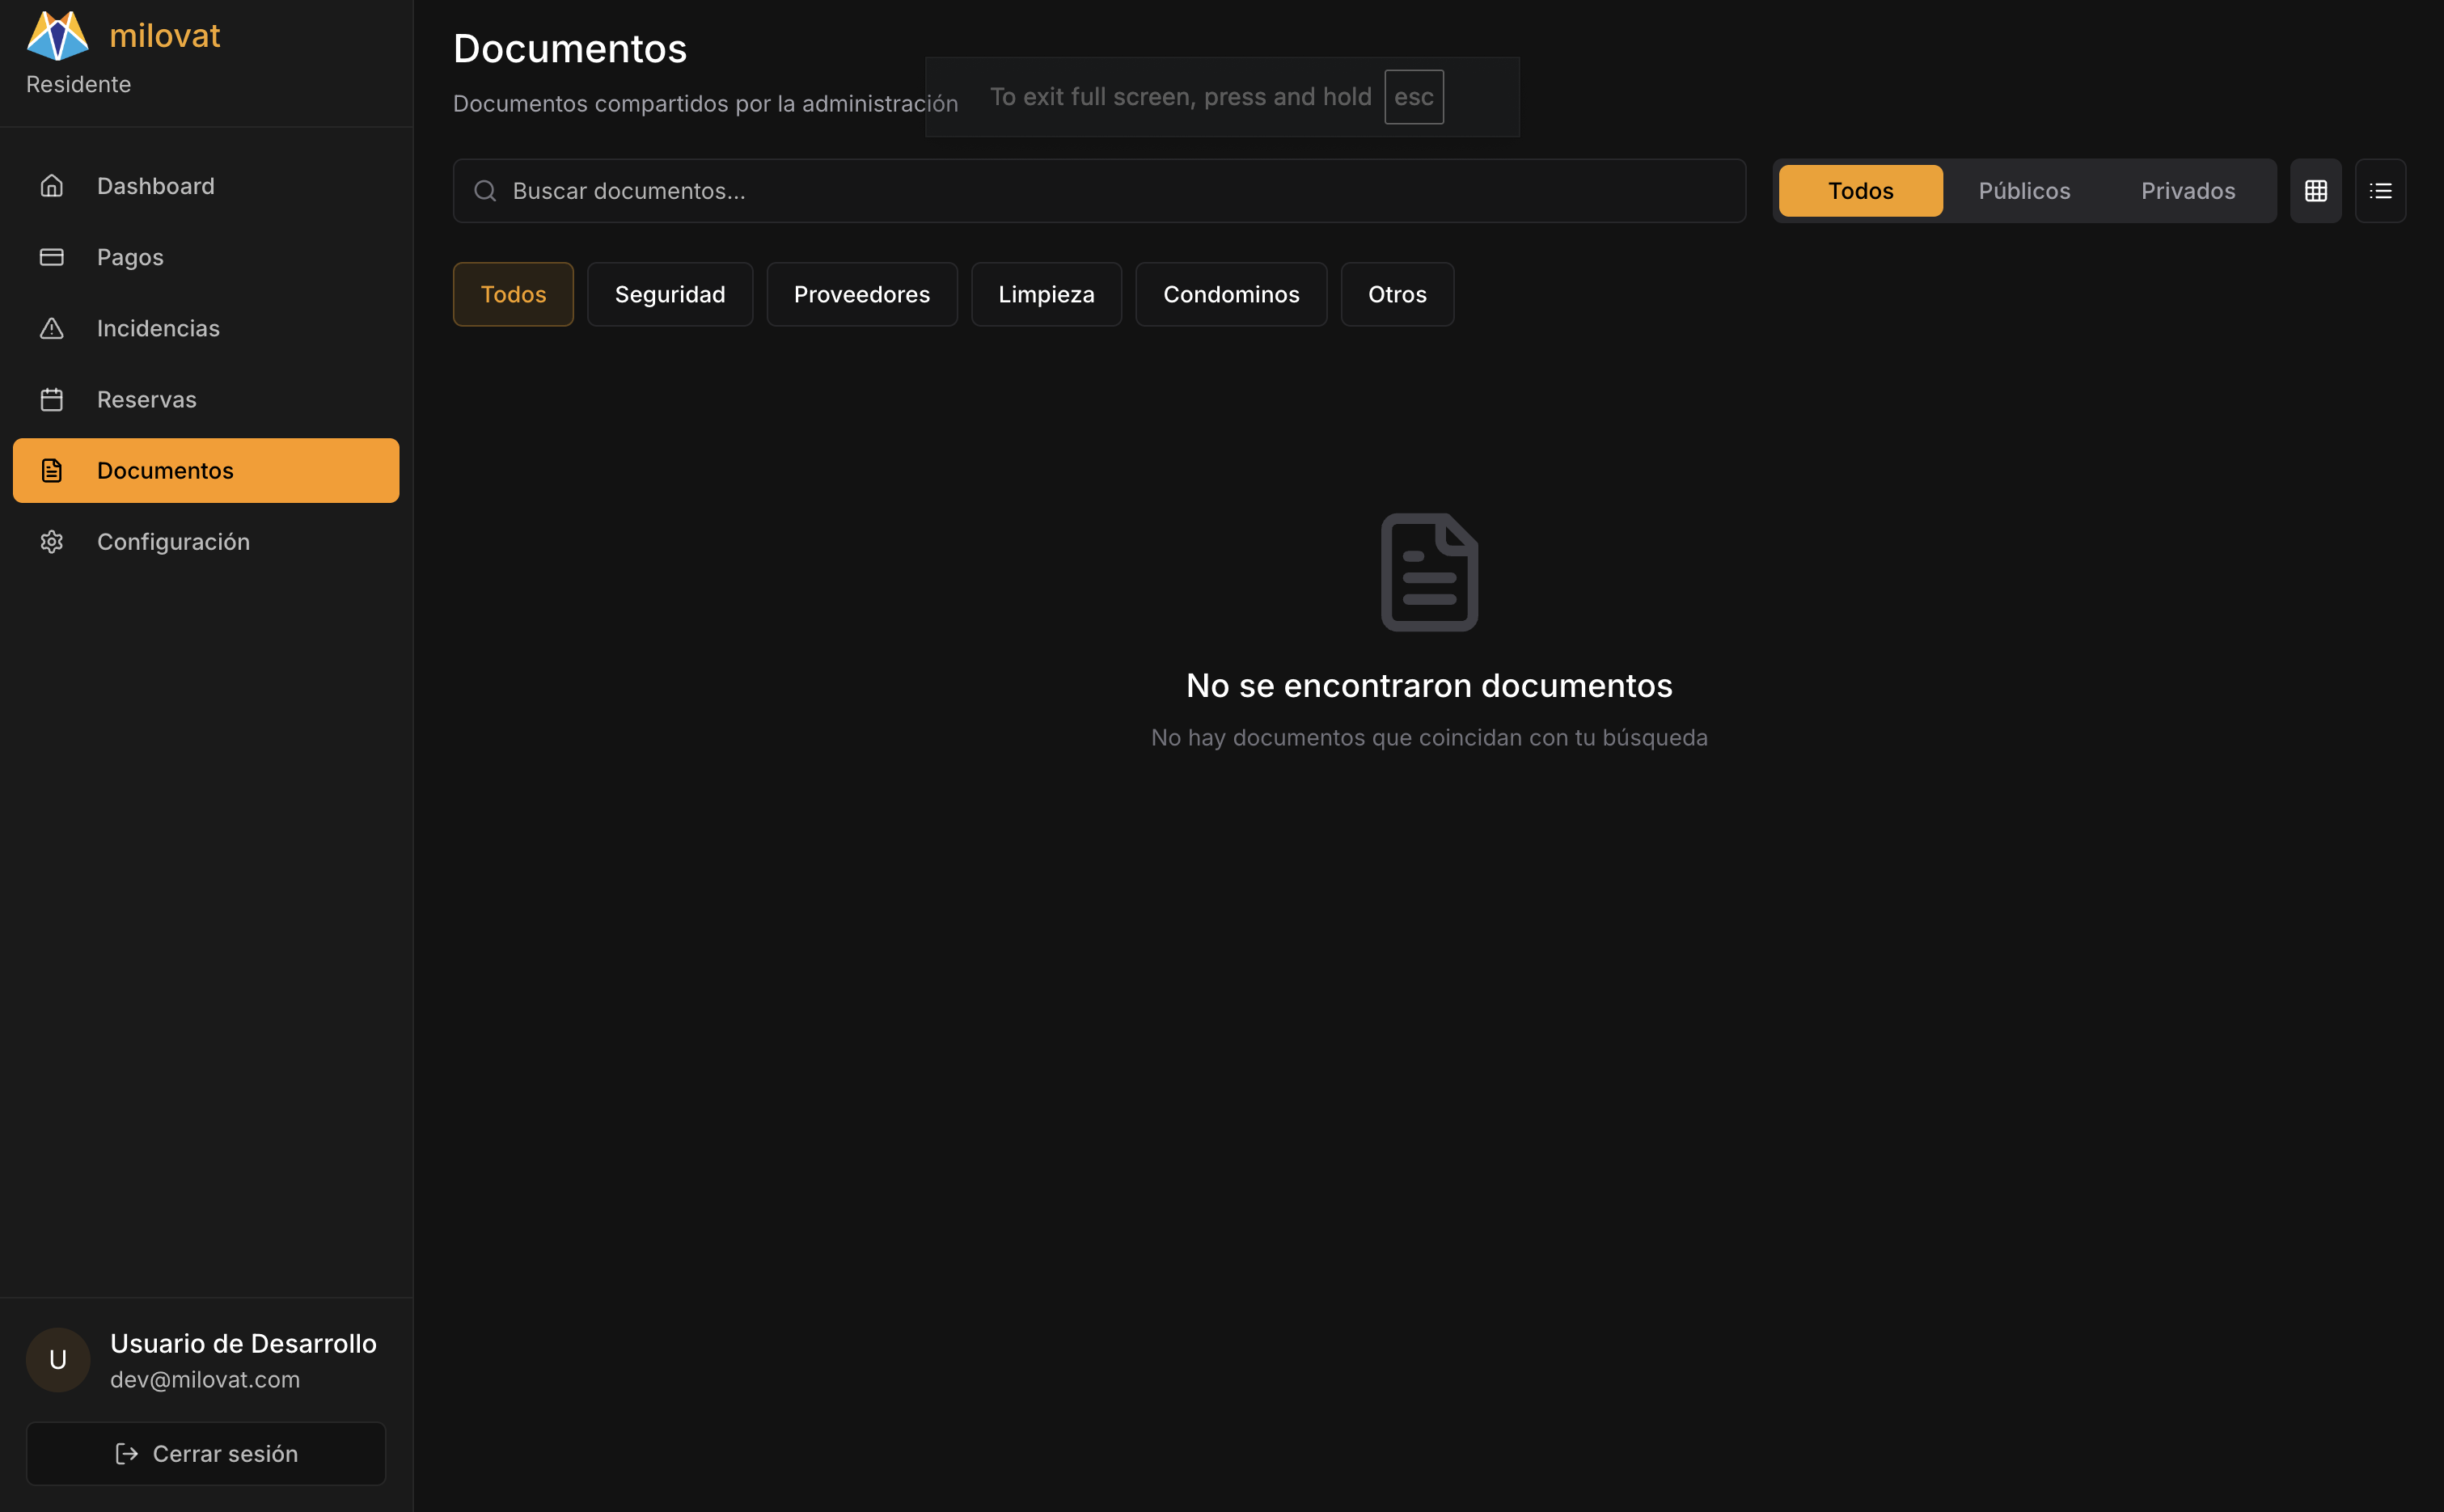 milovat
Residente
Dashboard
Pagos
Incidencias
Reservas
Documentos
Configuración
Usuario de Desarrollo
U
dev@milovat.com
Cerrar sesión
Documentos
Documentos compartidos por la administración
To exit full screen, press and hold esc
Buscar documentos...
Todos Públicos Privados
Todos Seguridad Proveedores Limpieza Condominos Otros
No se encontraron documentos
No hay documentos que coincidan con tu búsqueda